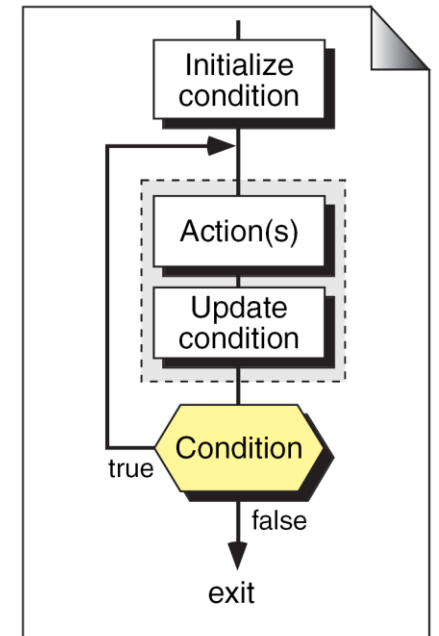 Initialize
condition
Action(s)
Update
condition
Condition
true
false
exit